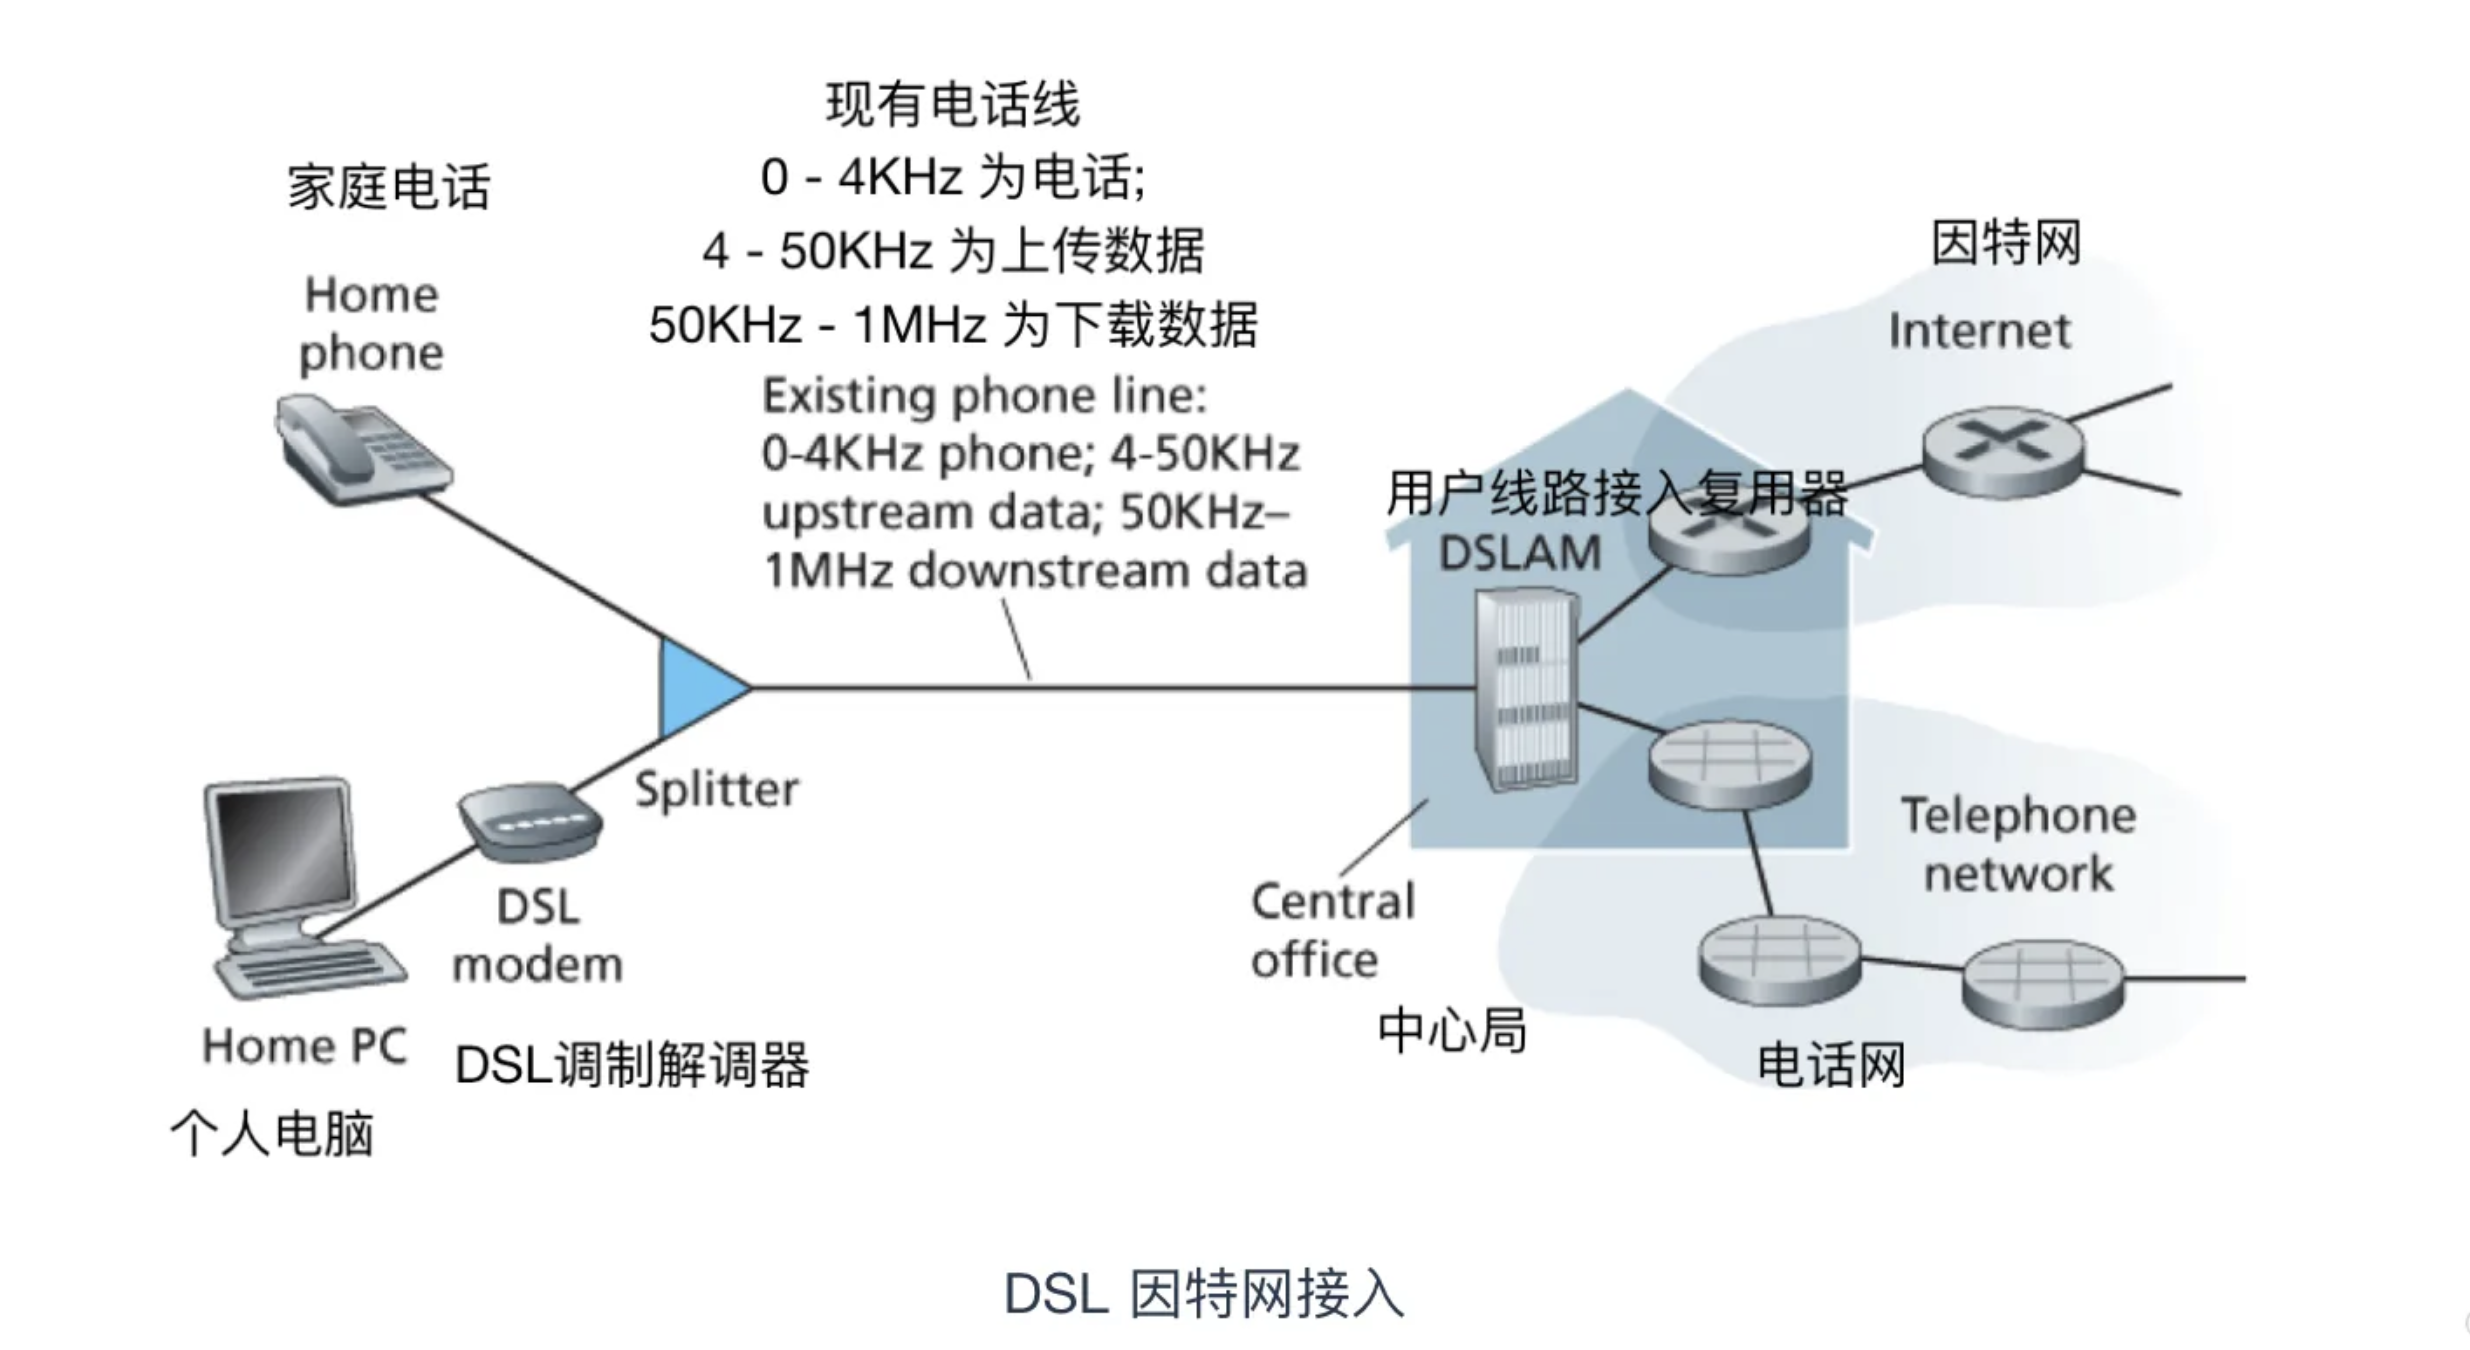 现有电话线
0 - 4KHz 为电话;
4 - 50KHz 为上传数据
50KHz - 1MHz 为下载数据
Existing phone line:
0-4KHz phone; 4-50KHz
upstream data; 50KHz–
1MHz downstream data
家庭电话
Home
phone
因特网
Internet
用户线路接入复用器
DSLAM
Splitter
DSL
modem
DSL调制解调器
Home PC
个人电脑
Central
office
中心局
Telephone
network
电话网
DSL 因特网接入